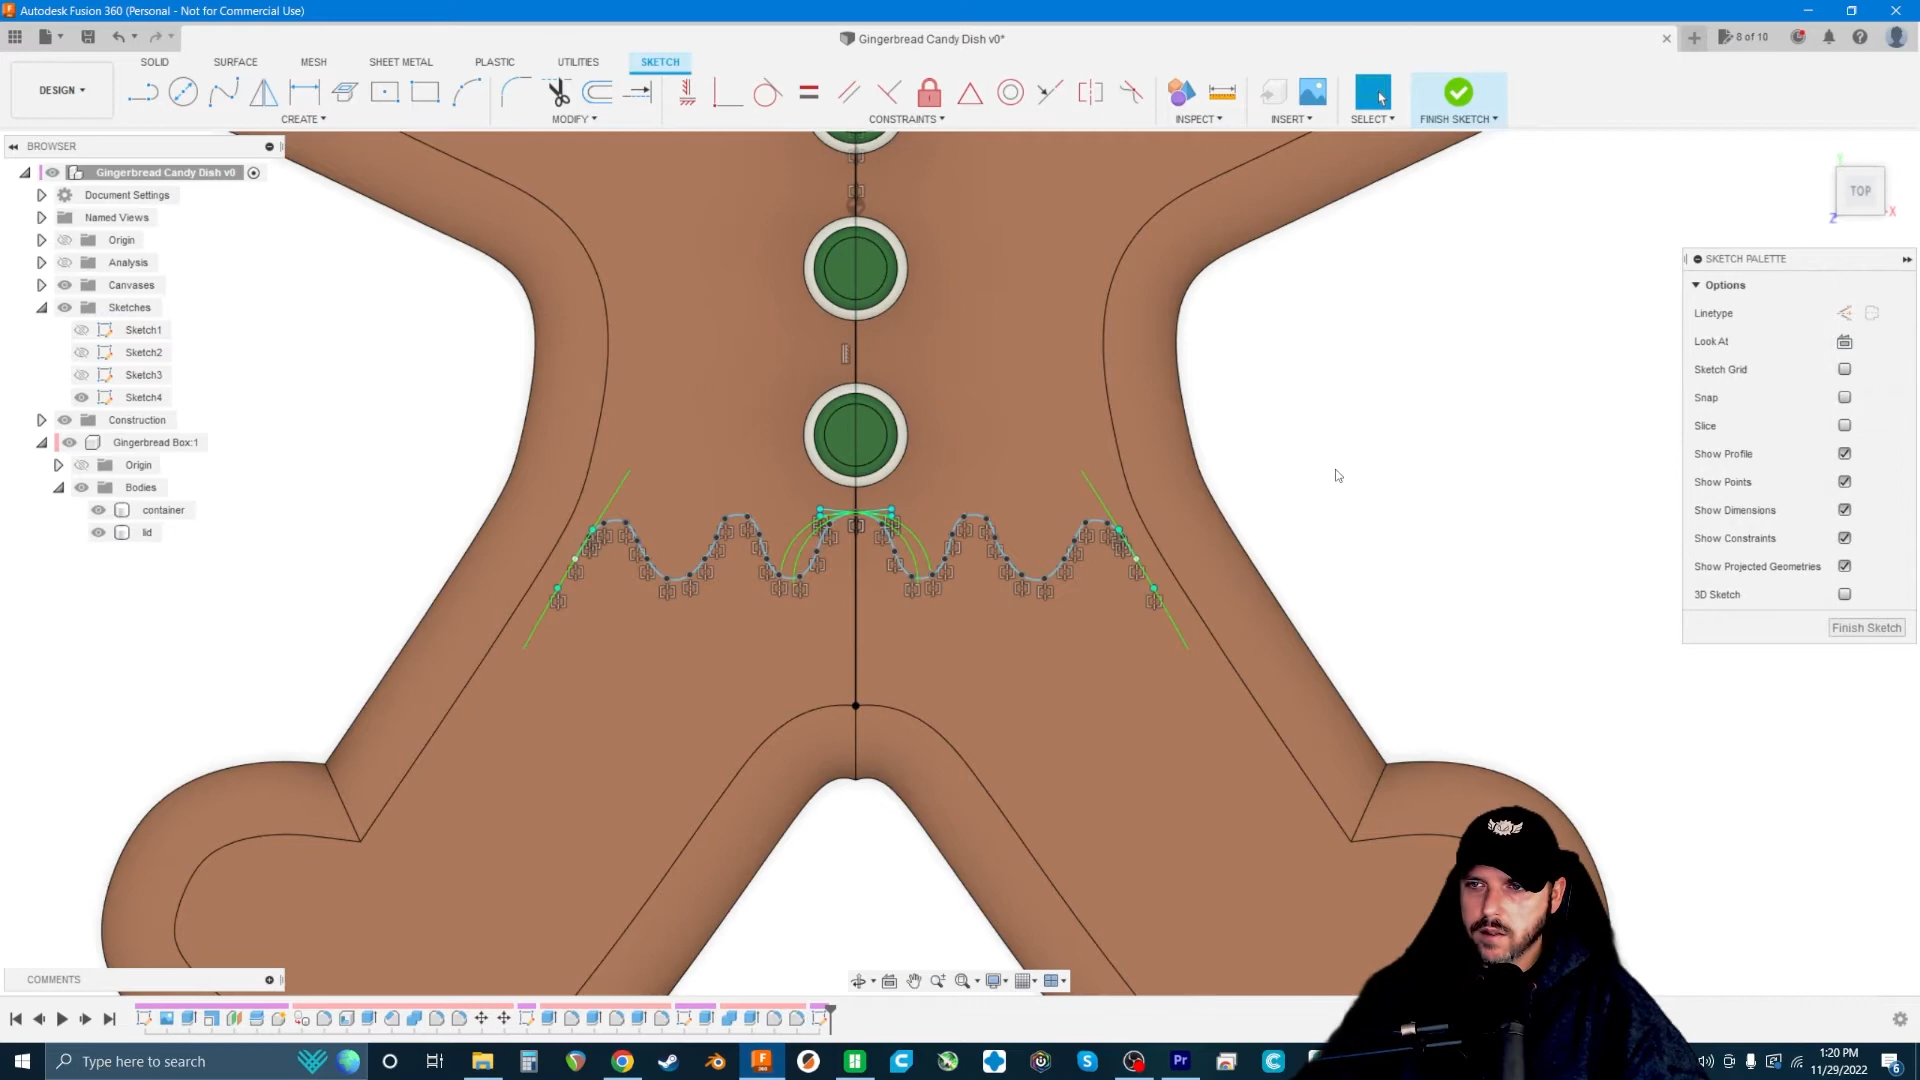 Autodesk Fusion 360 (Personal - Not for Commercial Use)
Gingerbread Candy Dish v0*
8 of 10
SOLID SURFACE MESH SHEET METAL PLASTIC UTILITIES SKETCH
DESIGN
CREATE MODIFY CONSTRAINTS INSPECT INSERT SELECT FINISH SKETCH
BROWSER
Gingerbread Candy Dish v0
Document Settings
Named Views
Origin
Analysis
Canvases
Sketches
Sketch1
Sketch2
Sketch3
Sketch4
Construction
Gingerbread Box:1
Origin
Bodies
container
lid
Y
TOP
Z X
SKETCH PALETTE
Options
Linetype
Look At
Sketch Grid
Snap
Slice
Show Profile
Show Points
Show Dimensions
Show Constraints
Show Projected Geometries
3D Sketch
Finish Sketch
COMMENTS
Type here to search
1:20 PM
11/29/2022
6